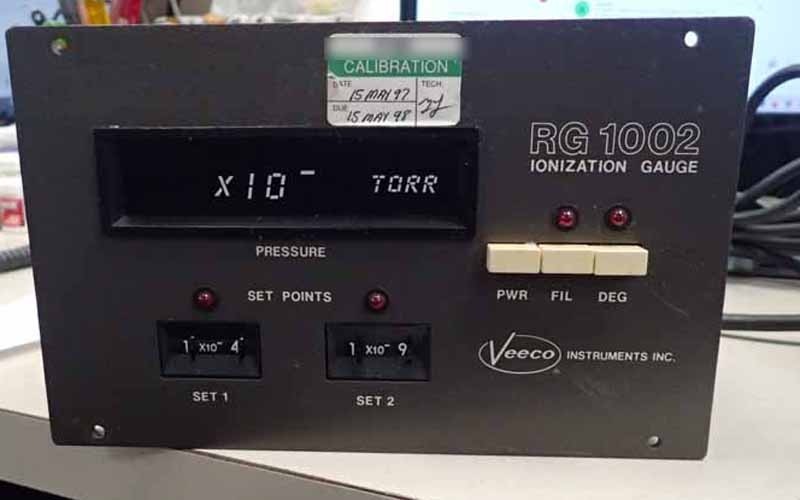 CALIBRATION
DATE TECH.
15 MAY 97
DUE
15 MAY 98
RG 1002
IONIZATION GAUGE
X10⁻ TORR
PRESSURE
PWR FIL DEG
SET POINTS
1 X10⁻ 4
1 X10⁻ 9
SET 1
SET 2
Veeco INSTRUMENTS INC.